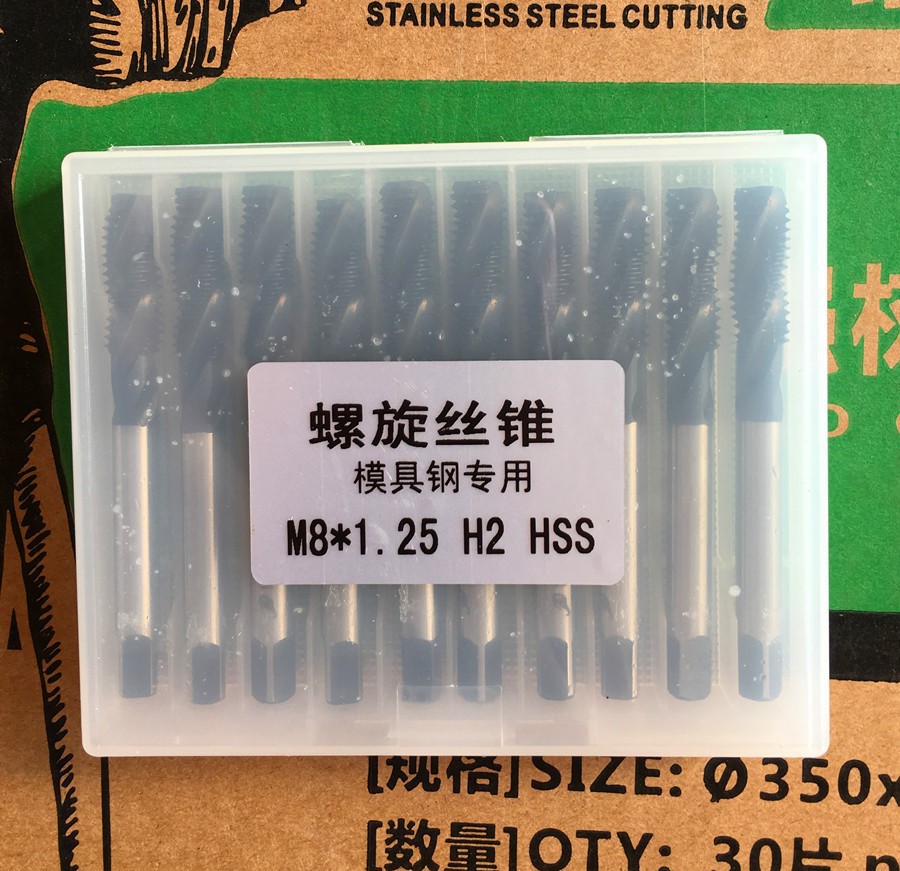 STAINLESS STEEL CUTTING
螺旋丝锥
模具钢专用
M8*1.25 H2 HSS
[规格]SIZE: Ø350x
[数量]QTY: 30片